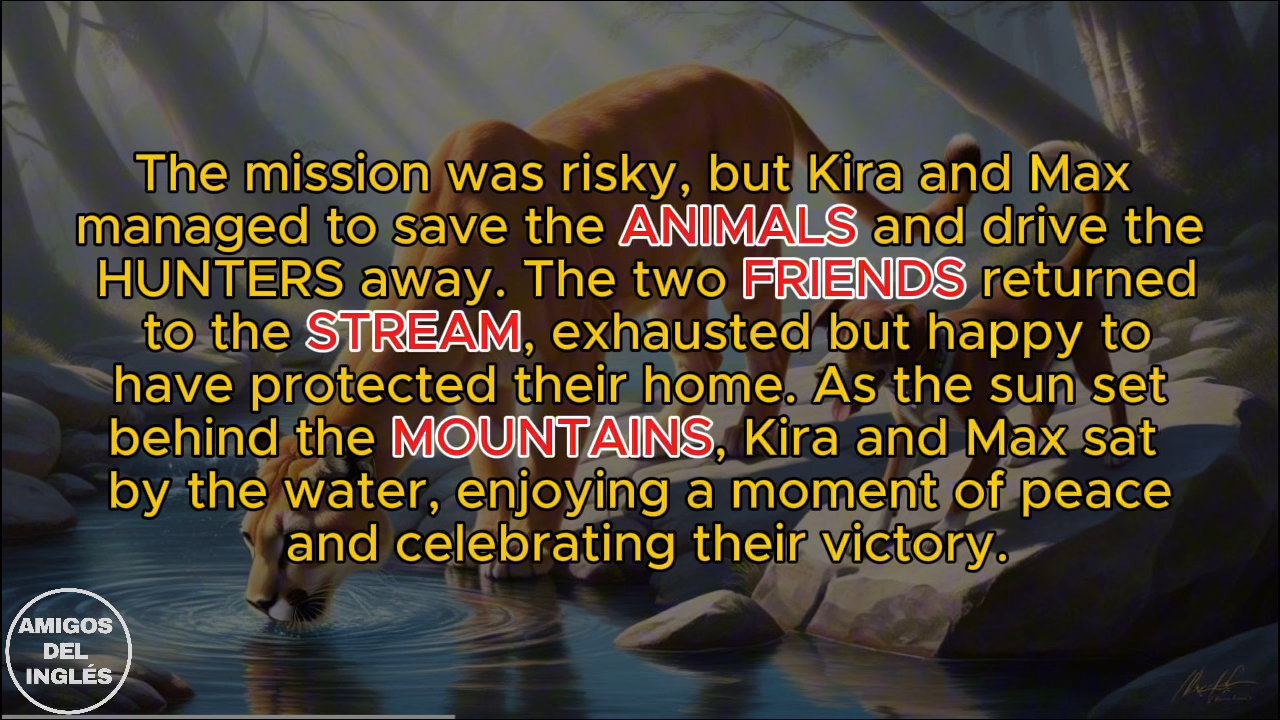 The mission was risky, but Kira and Max
managed to save the ANIMALS and drive the
HUNTERS away. The two FRIENDS returned
to the STREAM, exhausted but happy to
have protected their home. As the sun set
behind the MOUNTAINS, Kira and Max sat
by the water, enjoying a moment of peace
and celebrating their victory.
AMIGOS
DEL
INGLÉS